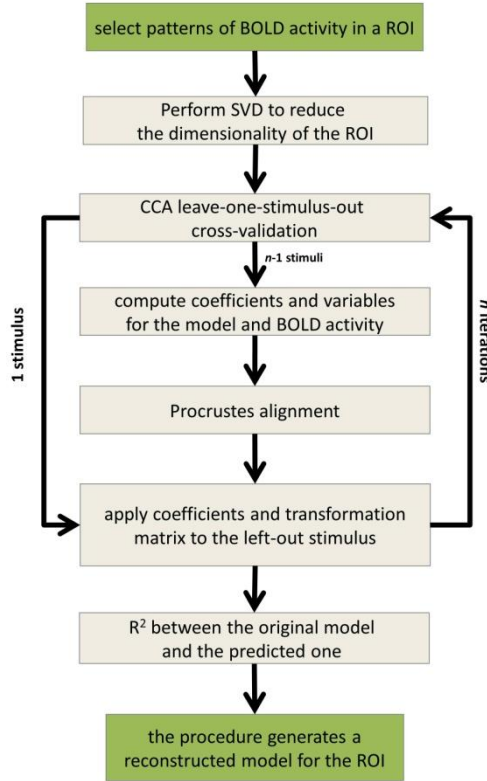 select patterns of BOLD activity in a ROI
Perform SVD to reduce
the dimensionality of the ROI
CCA leave-one-stimulus-out
cross-validation
n-1 stimuli
compute coefficients and variables
for the model and BOLD activity
1 stimulus
n iterations
Procrustes alignment
apply coefficients and transformation
matrix to the left-out stimulus
R² between the original model
and the predicted one
the procedure generates a
reconstructed model for the ROI